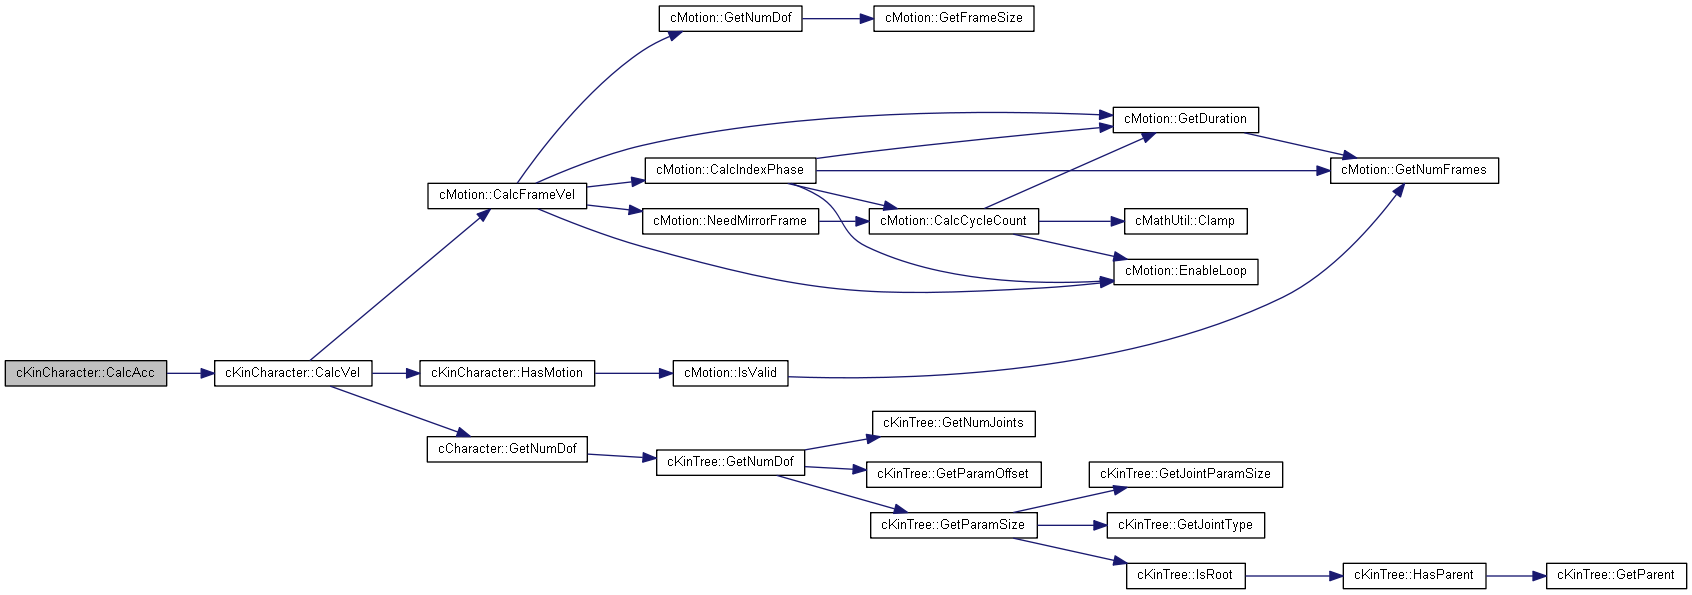 cMotion::GetNumDof
cMotion::GetFrameSize
cMotion::GetDuration
cMotion::CalcIndexPhase
cMotion::GetNumFrames
cMotion::CalcFrameVel
cMotion::NeedMirrorFrame
cMotion::CalcCycleCount
cMathUtil::Clamp
cMotion::EnableLoop
cKinCharacter::CalcAcc
cKinCharacter::CalcVel
cKinCharacter::HasMotion
cMotion::IsValid
cKinTree::GetNumJoints
cCharacter::GetNumDof
cKinTree::GetNumDof
cKinTree::GetParamOffset
cKinTree::GetJointParamSize
cKinTree::GetParamSize
cKinTree::GetJointType
cKinTree::IsRoot
cKinTree::HasParent
cKinTree::GetParent